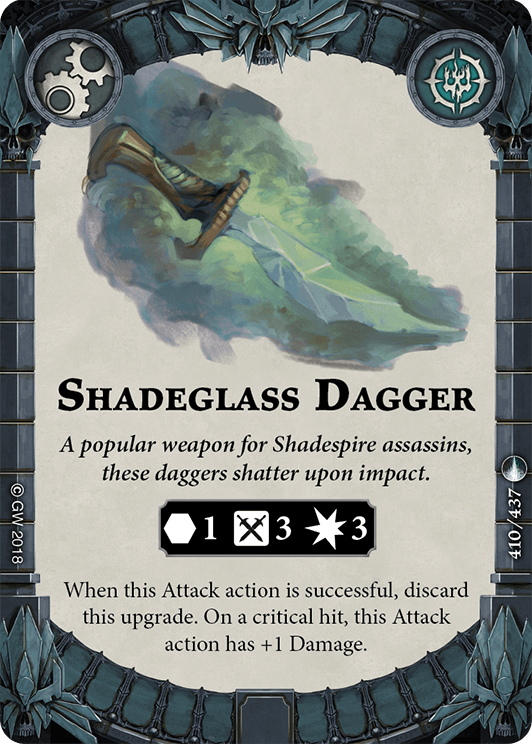 SHADEGLASS DAGGER
A popular weapon for Shadespire assassins,
these daggers shatter upon impact.
1 3 3
When this Attack action is successful, discard
this upgrade. On a critical hit, this Attack
action has +1 Damage.
© GW 2018
410/437